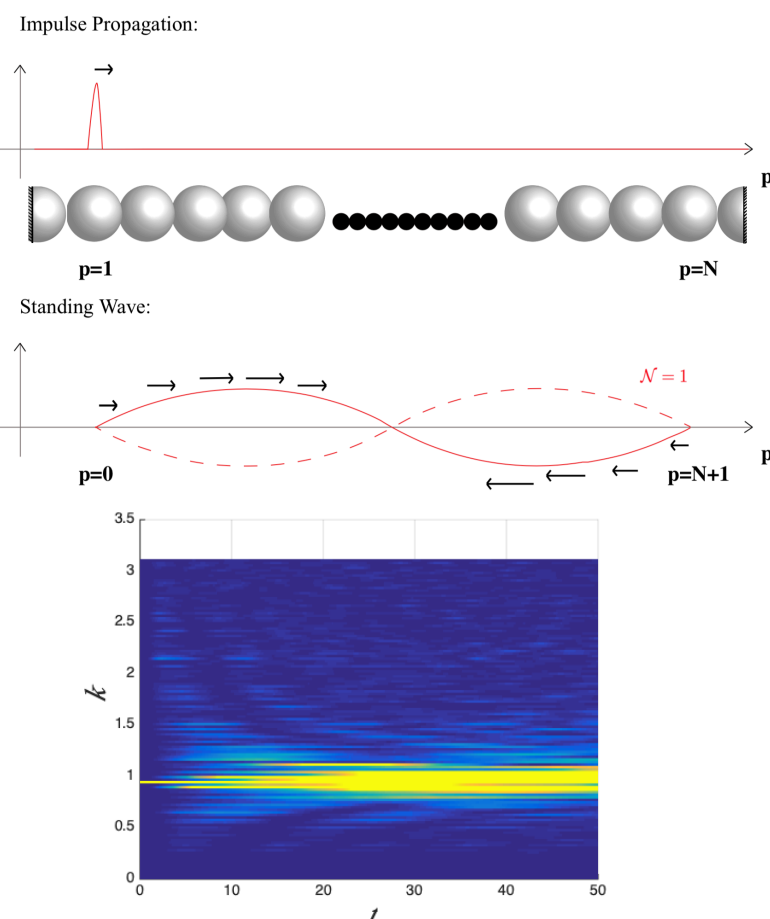 Impulse Propagation:
p
p=1
p=N
Standing Wave:
𝒩 = 1
p
p=0
p=N+1
3.5
3
2.5
2
1.5
1
0.5
0
k
0 10 20 30 40 50
t